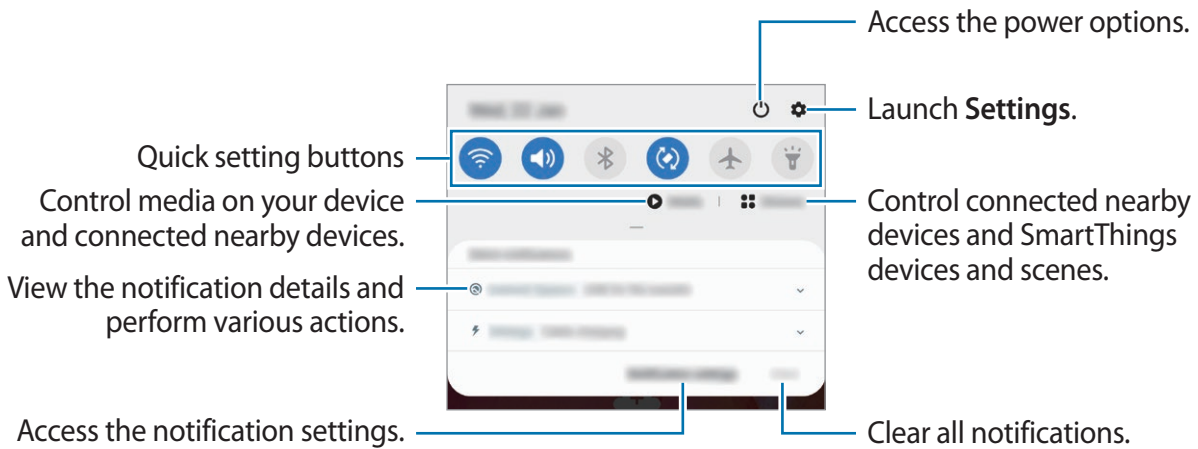 Access the power options.
Launch Settings.
Quick setting buttons
Control media on your device
and connected nearby devices.
Control connected nearby
devices and SmartThings
devices and scenes.
View the notification details and
perform various actions.
Access the notification settings.
Clear all notifications.